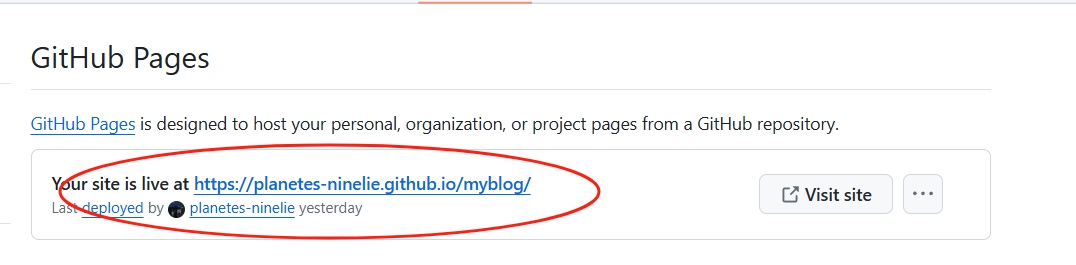 GitHub Pages
GitHub Pages is designed to host your personal, organization, or project pages from a GitHub repository.
Your site is live at https://planetes-ninelie.github.io/myblog/
Visit site
Last deployed by planetes-ninelie yesterday